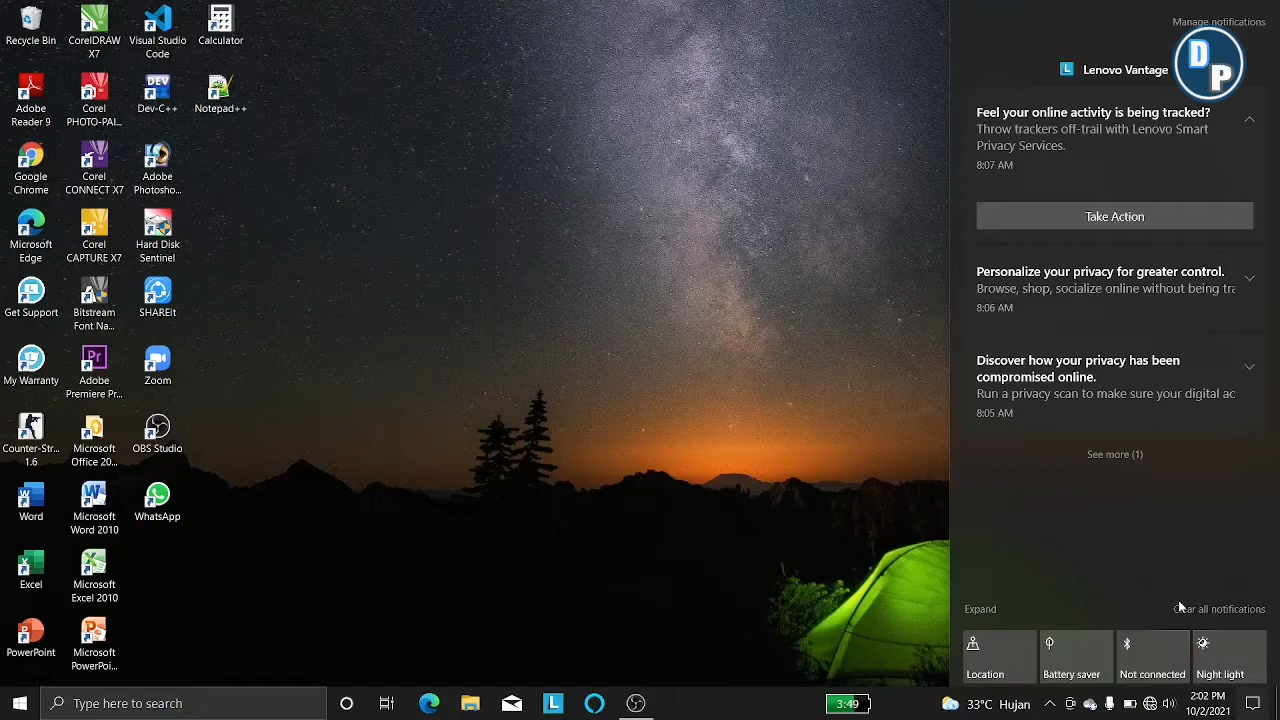 Recycle Bin
CorelDRAW
X7
Visual Studio
Code
Calculator
Adobe
Reader 9
Corel
PHOTO-PAI...
DEV
Dev-C++
Notepad++
Google
Chrome
Corel
CONNECT X7
Adobe
Photosho...
Microsoft
Edge
Corel
CAPTURE X7
Hard Disk
Sentinel
Get Support
Bitstream
Font Na...
SHAREit
My Warranty
Pr
Adobe
Premiere Pr...
Zoom
Counter-Str...
1.6
Microsoft
Office 20...
OBS Studio
Word
Microsoft
Word 2010
WhatsApp
Excel
Microsoft
Excel 2010
PowerPoint
Microsoft
PowerPoi...
Manage notifications
L Lenovo Vantage
D
P
Feel your online activity is being tracked?
Throw trackers off-trail with Lenovo Smart
Privacy Services.
8:07 AM
Take Action
Personalize your privacy for greater control.
Browse, shop, socialize online without being tra
8:06 AM
Discover how your privacy has been
compromised online.
Run a privacy scan to make sure your digital ac
8:05 AM
See more (1)
Expand
Clear all notifications
Location
Battery saver
Not connected
Night light
Type here to search
L
3:49
33°C Hujan
2:02 PM
10/2/2021